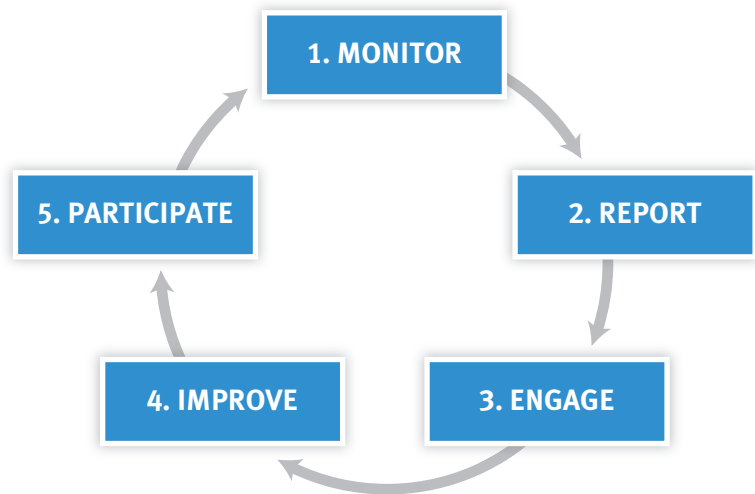 1. MONITOR
2. REPORT
3. ENGAGE
4. IMPROVE
5. PARTICIPATE